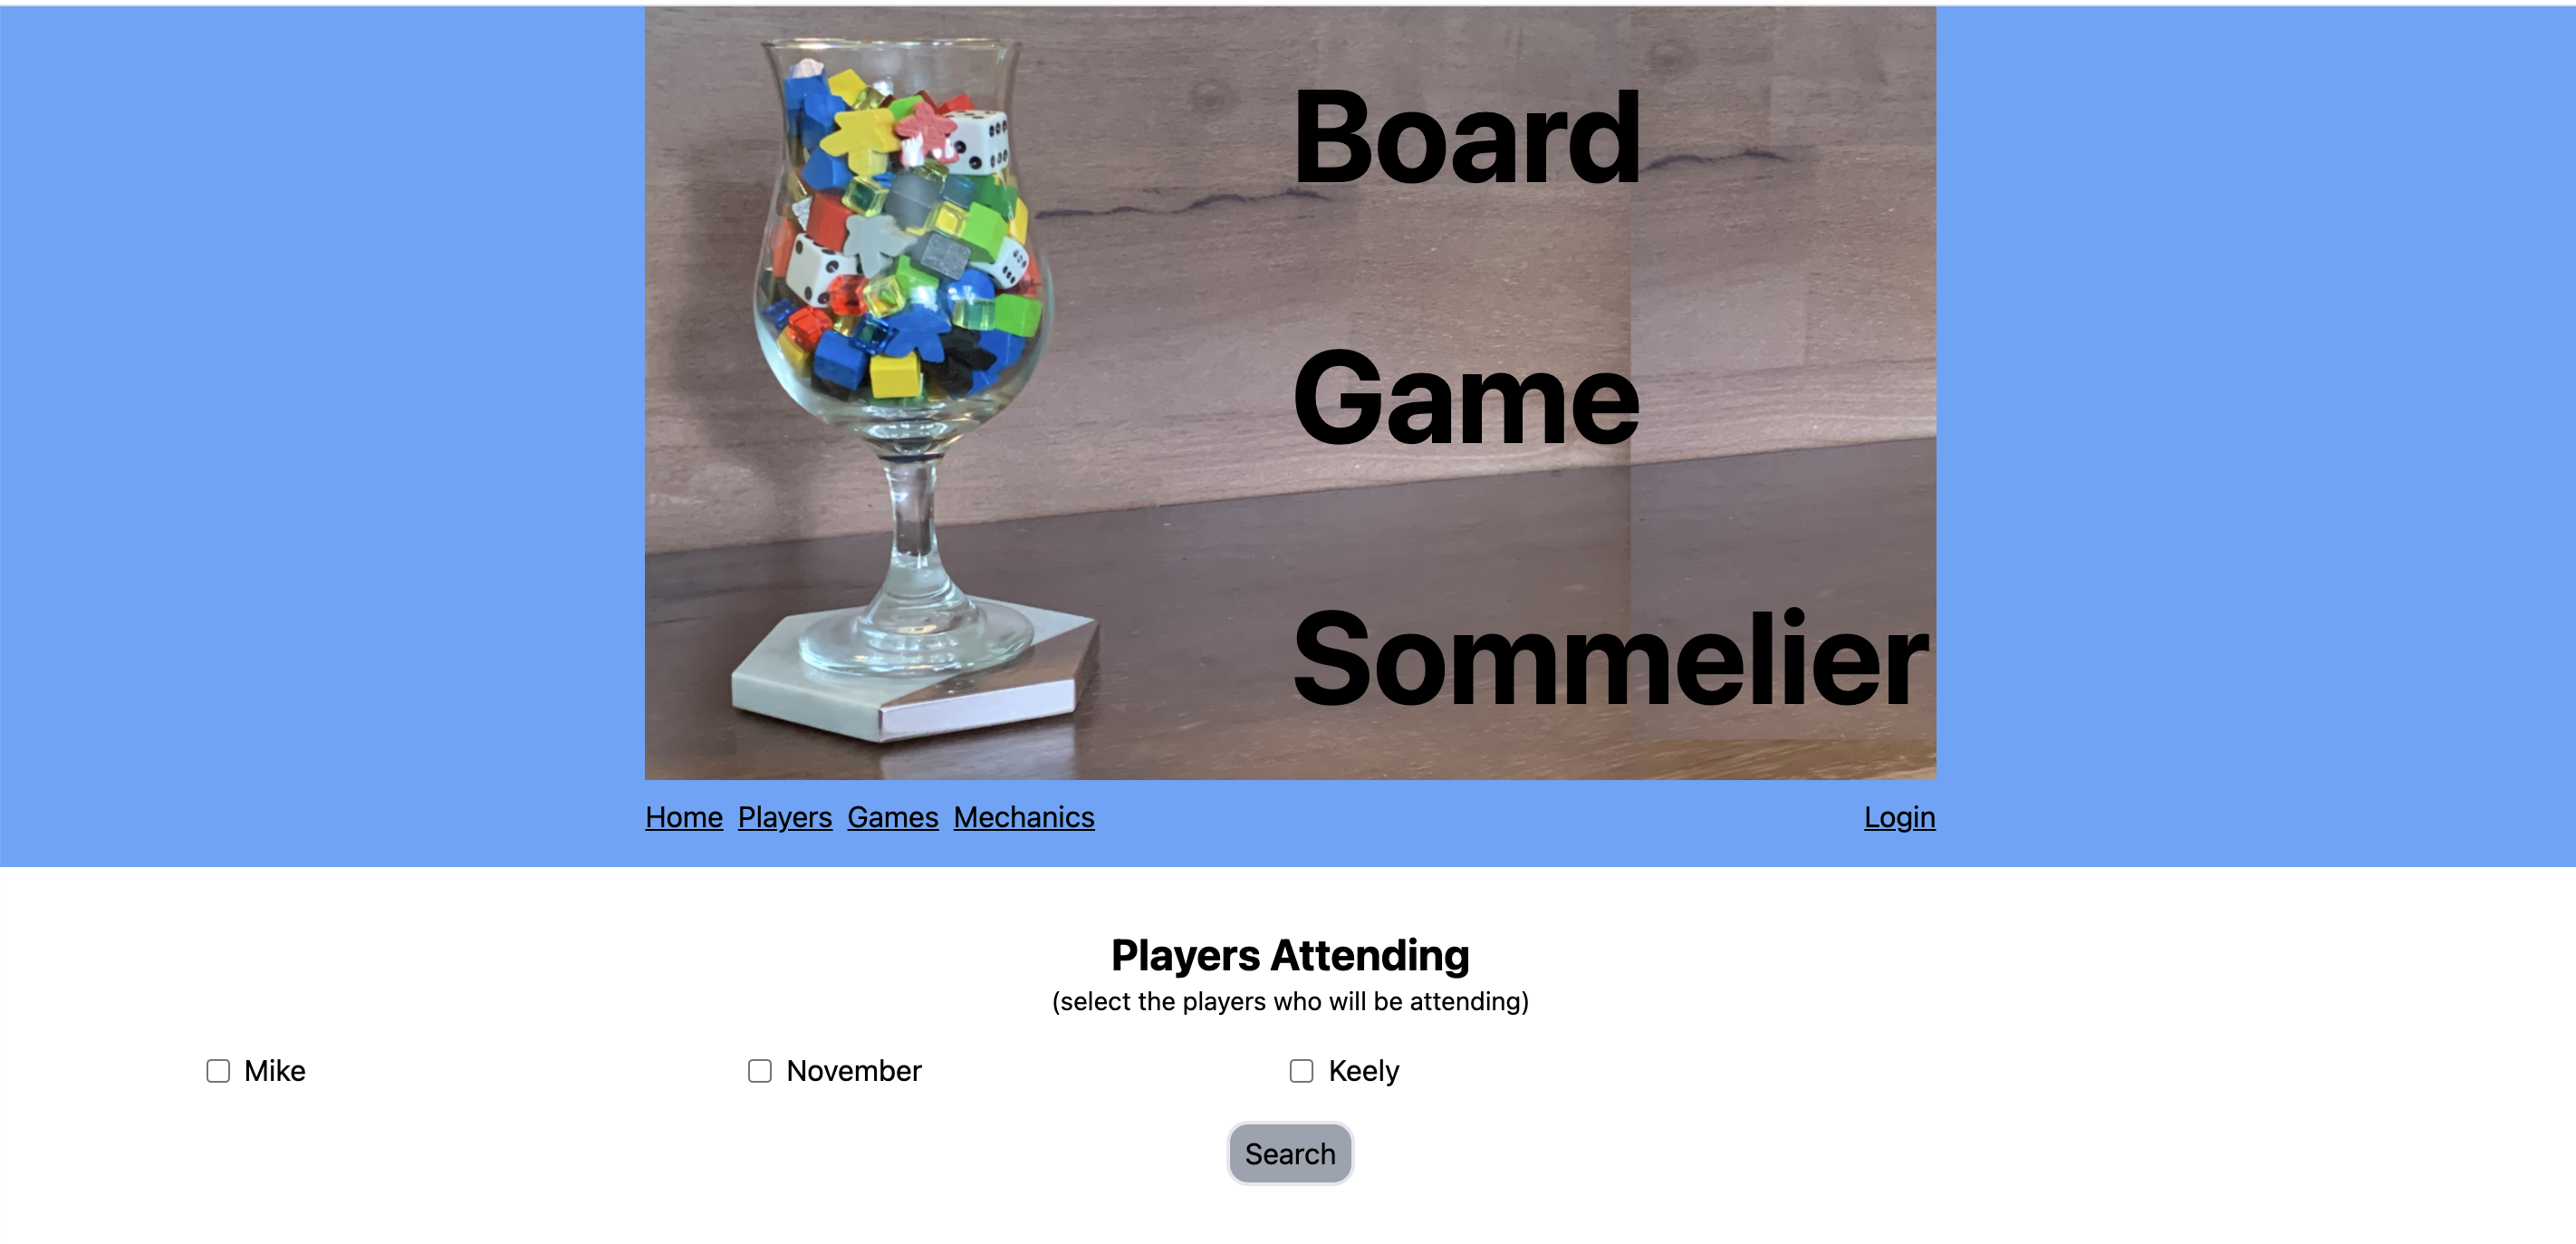 Board
Game
Sommelier
Home Players Games Mechanics Login
Players Attending
(select the players who will be attending)
Mike November Keely
Search